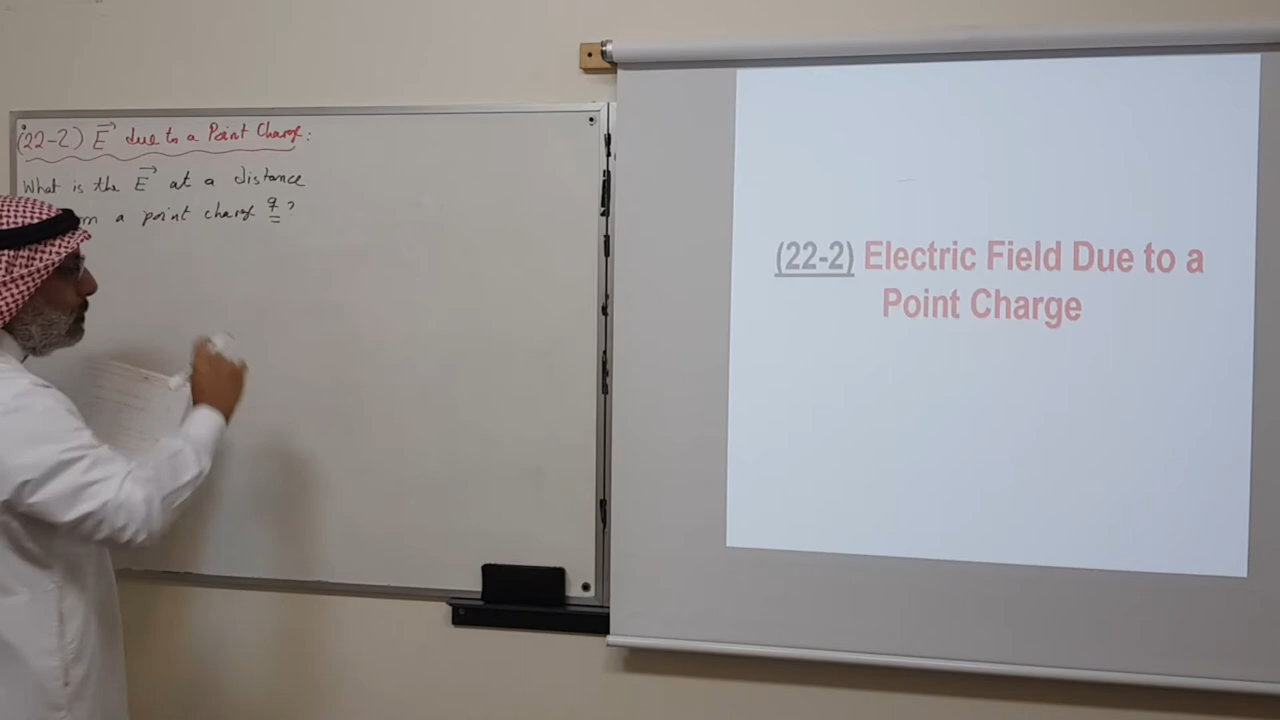 (22-2) E due to a Point Charge:
What is the E at a distance
a point charge q?
(22-2) Electric Field Due to a
Point Charge